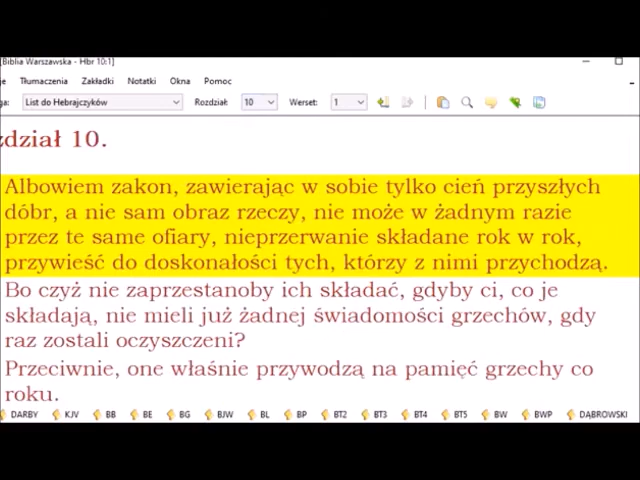 [Biblia Warszawska - Hbr 10:1]
Tłumaczenia Zakładki Notatki Okna Pomoc
List do Hebrajczyków Rozdział: 10 Werset: 1
dział 10.
Albowiem zakon, zawierając w sobie tylko cień przyszłych
dóbr, a nie sam obraz rzeczy, nie może w żadnym razie
przez te same ofiary, nieprzerwanie składane rok w rok,
przywieść do doskonałości tych, którzy z nimi przychodzą.
Bo czyż nie zaprzestanoby ich składać, gdyby ci, co je
składają, nie mieli już żadnej świadomości grzechów, gdy
raz zostali oczyszczeni?
Przeciwnie, one właśnie przywodzą na pamięć grzechy co
roku.
DARBY KJV BB BE BG BJW BL BP BT2 BT3 BT4 BT5 BW BWP DĄBROWSKI